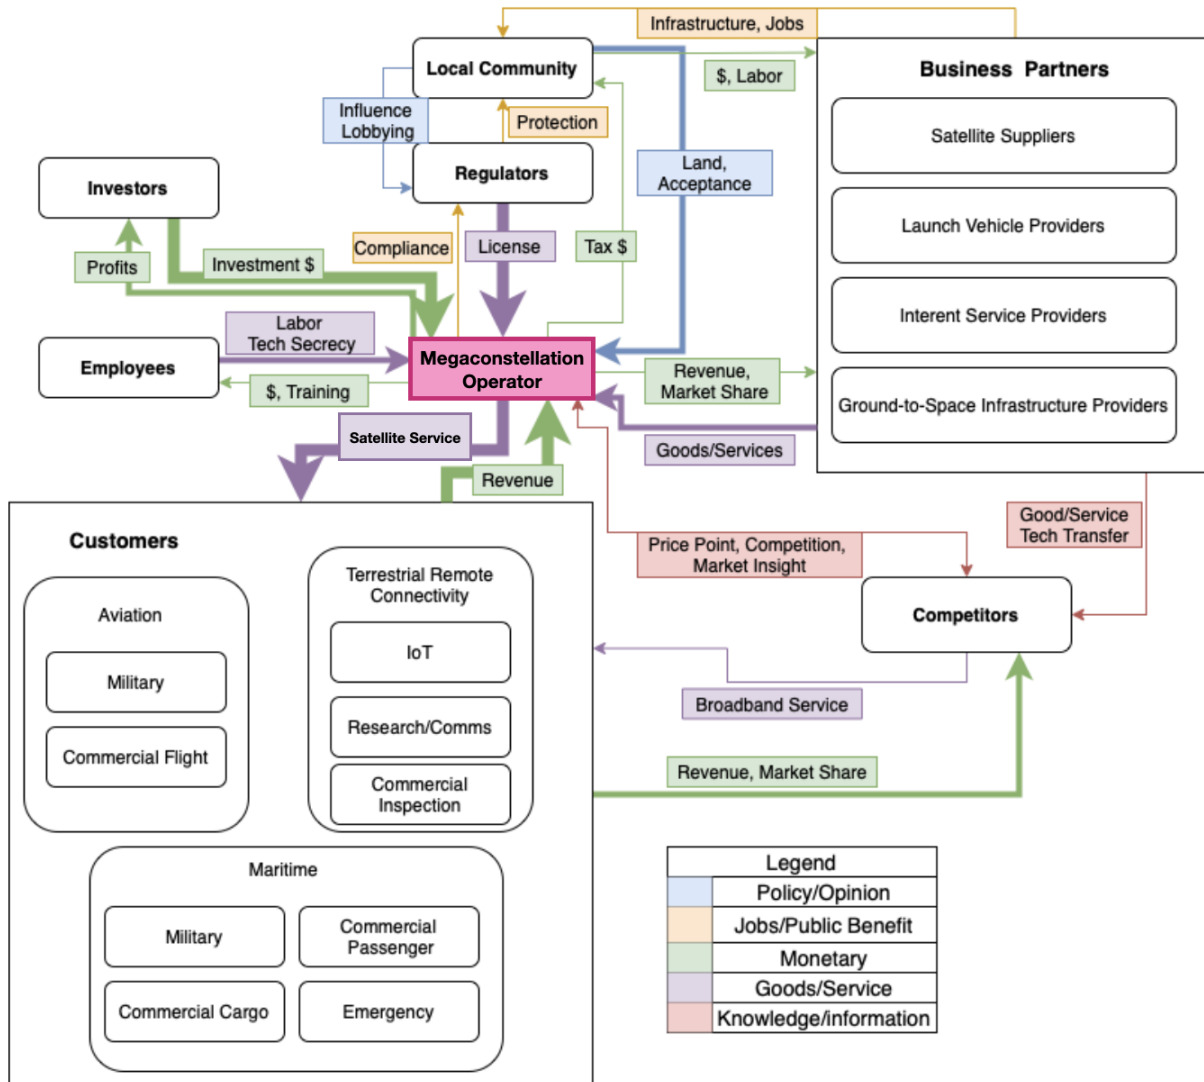 Infrastructure, Jobs
Local Community
$, Labor
Business Partners
Influence
Lobbying
Protection
Satellite Suppliers
Land,
Acceptance
Regulators
Investors
Launch Vehicle Providers
Compliance
License
Tax $
Profits
Investment $
Interent Service Providers
Labor
Tech Secrecy
Employees
Megaconstellation
Operator
Revenue,
Market Share
$, Training
Ground-to-Space Infrastructure Providers
Satellite Service
Goods/Services
Revenue
Good/Service
Tech Transfer
Customers
Price Point, Competition,
Market Insight
Terrestrial Remote
Connectivity
Aviation
Competitors
IoT
Military
Broadband Service
Research/Comms
Commercial Flight
Revenue, Market Share
Commercial
Inspection
Maritime
Military
Commercial
Passenger
Commercial Cargo
Emergency
Legend
Policy/Opinion
Jobs/Public Benefit
Monetary
Goods/Service
Knowledge/information